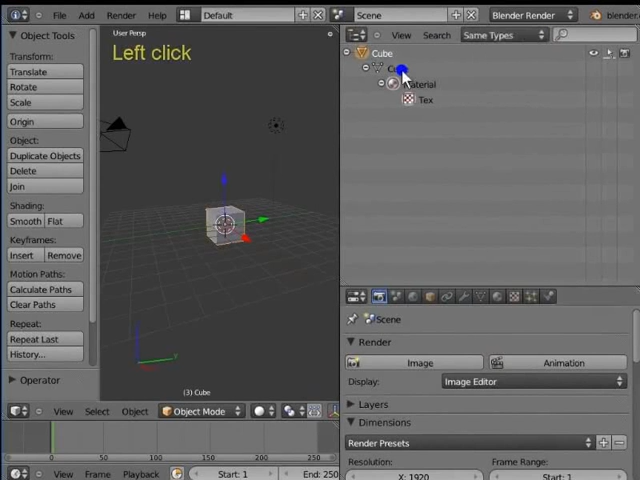 File Add Render Help Default Scene Blender Render blender.
Object Tools
Transform:
Translate
Rotate
Scale
Origin
Object:
Duplicate Objects
Delete
Join
Shading:
Smooth Flat
Keyframes:
Insert Remove
Motion Paths:
Calculate Paths
Clear Paths
Repeat:
Repeat Last
History...
Operator
User Persp
Left click
(3) Cube
View Select Object Object Mode
0 50 100 150 200 250
View Frame Playback Start: 1 End: 250
View Search Same Types
Cube
Material
Tex
Scene
Render
Image Animation
Display: Image Editor
Layers
Dimensions
Render Presets
Resolution: Frame Range:
X: 1920 Start: 1